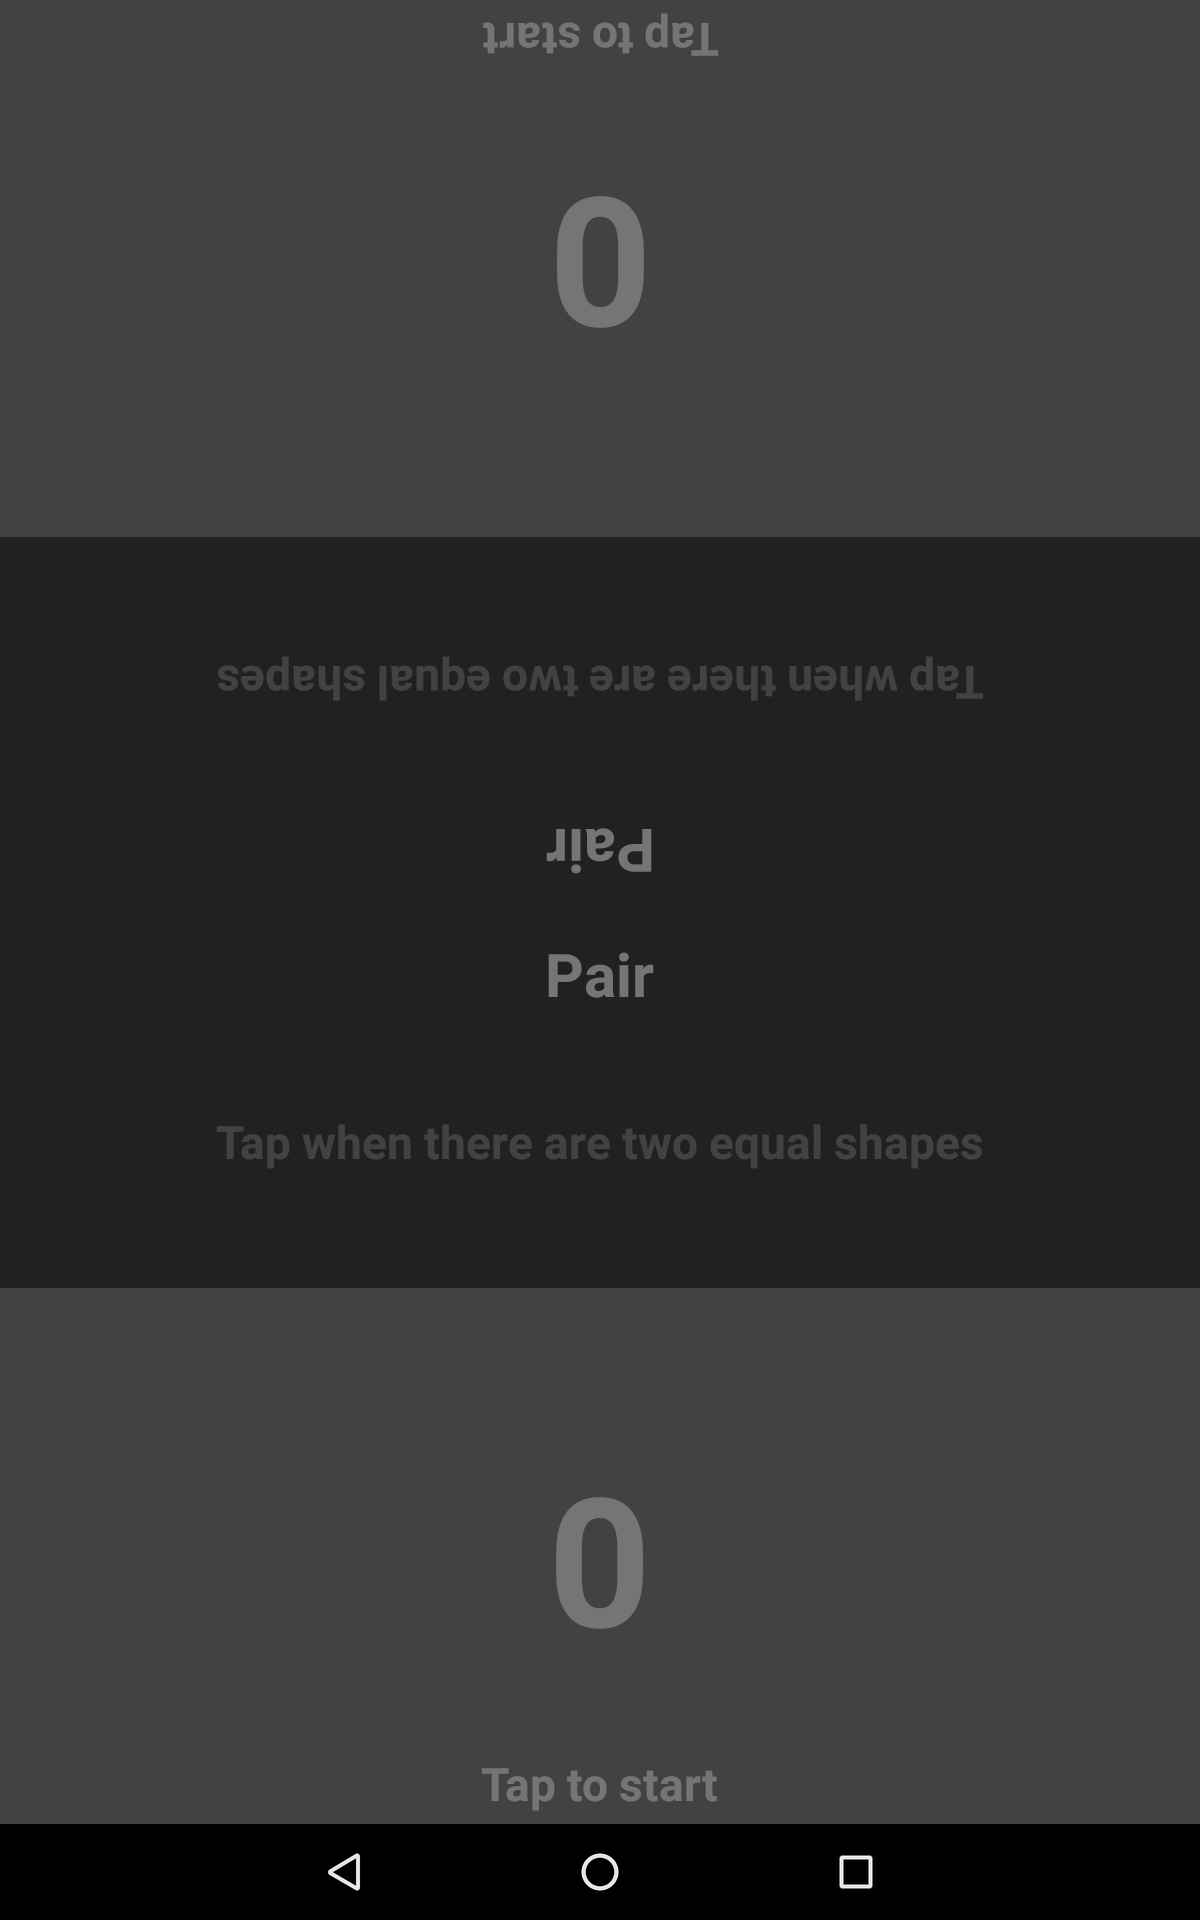 Tap to start
0
Tap when there are two equal shapes
Pair
Pair
Tap when there are two equal shapes
0
Tap to start